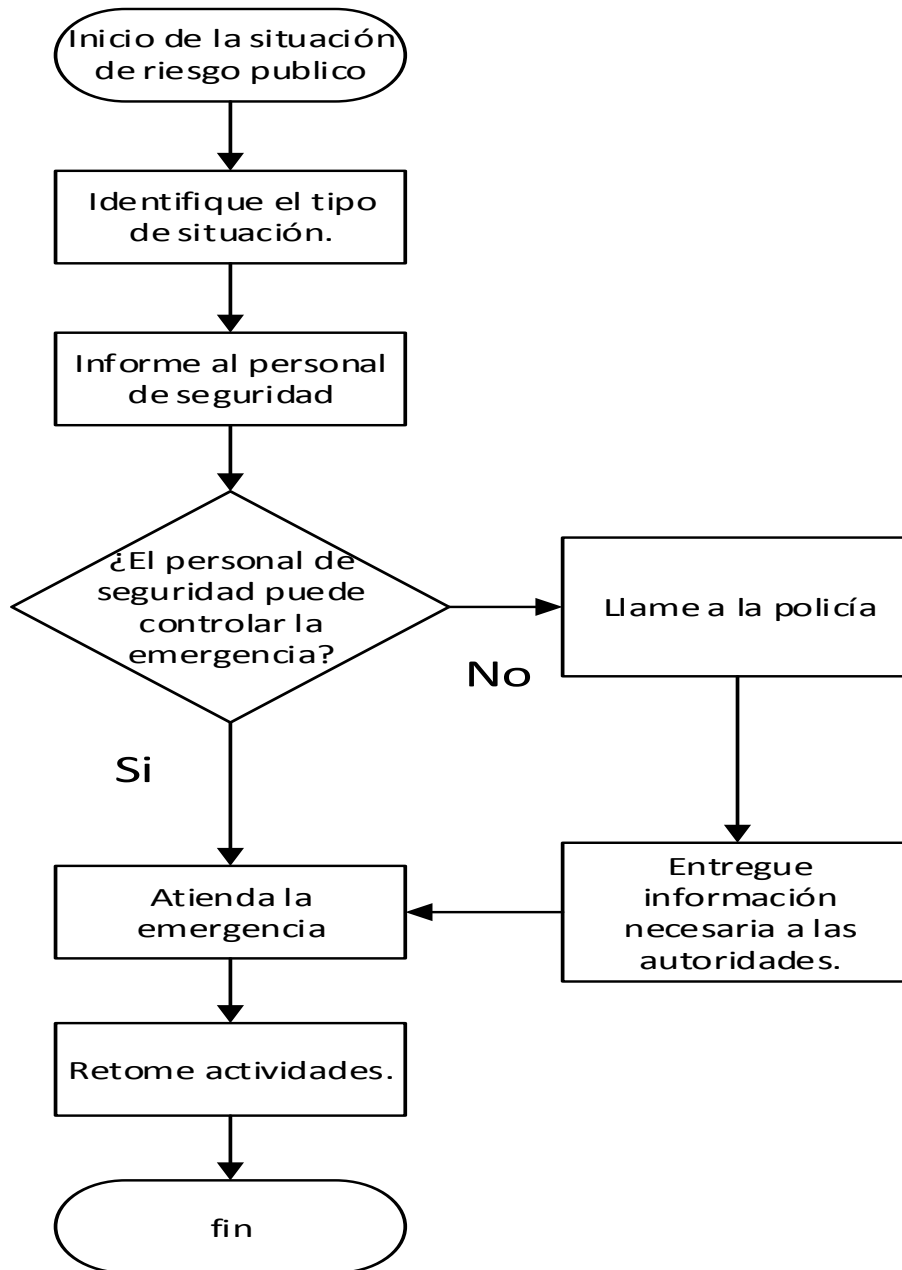 Inicio de la situación
de riesgo publico
Identifique el tipo
de situación.
Informe al personal
de seguridad
¿El personal de
seguridad puede
controlar la
emergencia?
No
Llame a la policía
Si
Entregue
información
necesaria a las
autoridades.
Atienda la
emergencia
Retome actividades.
fin